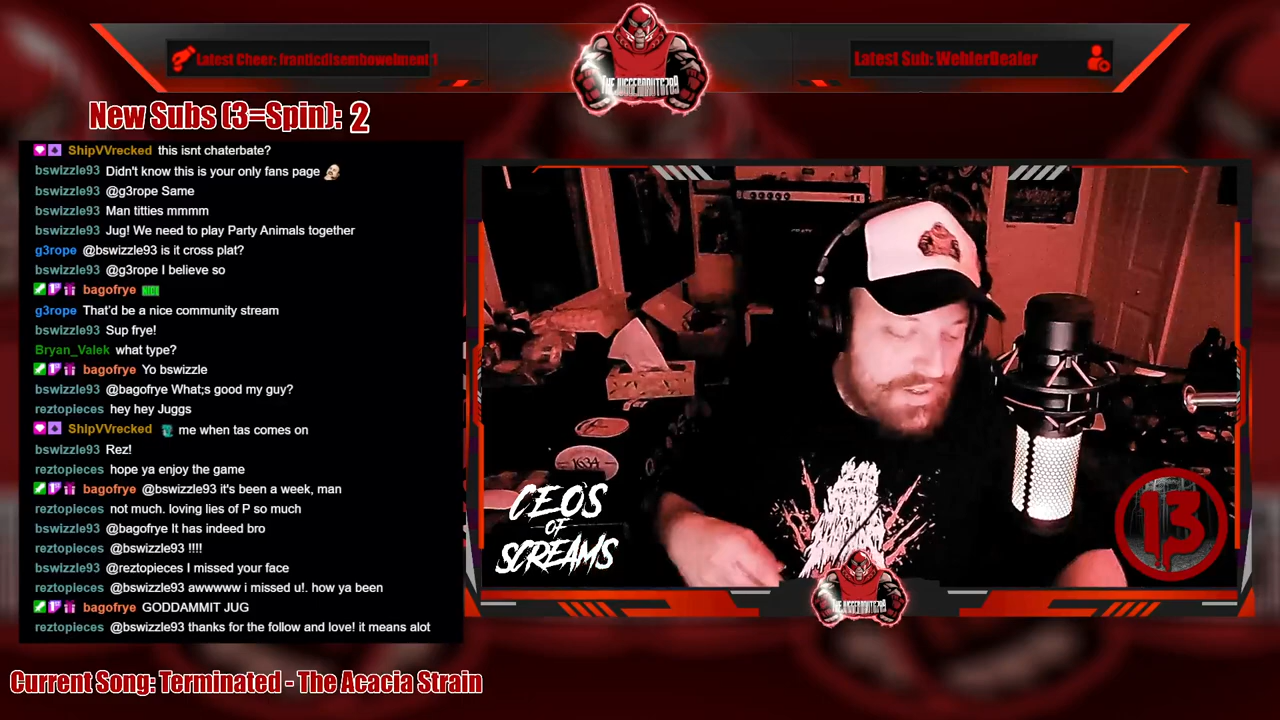 Latest Cheer: franticdisembowelment 1
THEJUGGERNAUT6789
Latest Sub: WehlerDealer
New Subs (3=Spin): 2
ShipVVrecked this isnt chaterbate?
bswizzle93 Didn't know this is your only fans page
bswizzle93 @g3rope Same
bswizzle93 Man titties mmmm
bswizzle93 Jug! We need to play Party Animals together
g3rope @bswizzle93 is it cross plat?
bswizzle93 @g3rope I believe so
bagofrye NICE
g3rope That'd be a nice community stream
bswizzle93 Sup frye!
Bryan_Valek what type?
bagofrye Yo bswizzle
bswizzle93 @bagofrye What;s good my guy?
reztopieces hey hey Juggs
ShipVVrecked me when tas comes on
bswizzle93 Rez!
reztopieces hope ya enjoy the game
bagofrye @bswizzle93 it's been a week, man
reztopieces not much. loving lies of P so much
bswizzle93 @bagofrye It has indeed bro
reztopieces @bswizzle93 !!!!
bswizzle93 @reztopieces I missed your face
reztopieces @bswizzle93 awwwww i missed u!. how ya been
bagofrye GODDAMMIT JUG
reztopieces @bswizzle93 thanks for the follow and love! it means alot
1634
CEO'S
OF
SCREAMS
13
Current Song: Terminated - The Acacia Strain